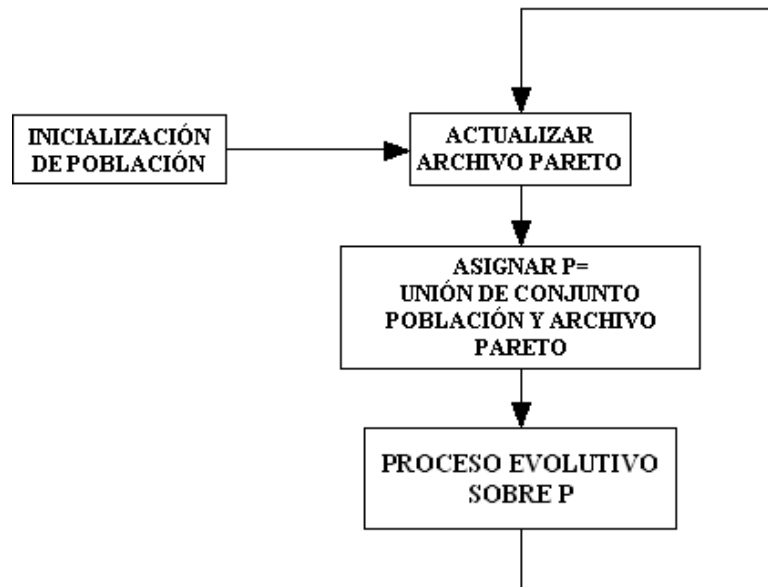 INICIALIZACIÓN
DE POBLACIÓN
ACTUALIZAR
ARCHIVO PARETO
ASIGNAR P=
UNIÓN DE CONJUNTO
POBLACIÓN Y ARCHIVO
PARETO
PROCESO EVOLUTIVO
SOBRE P